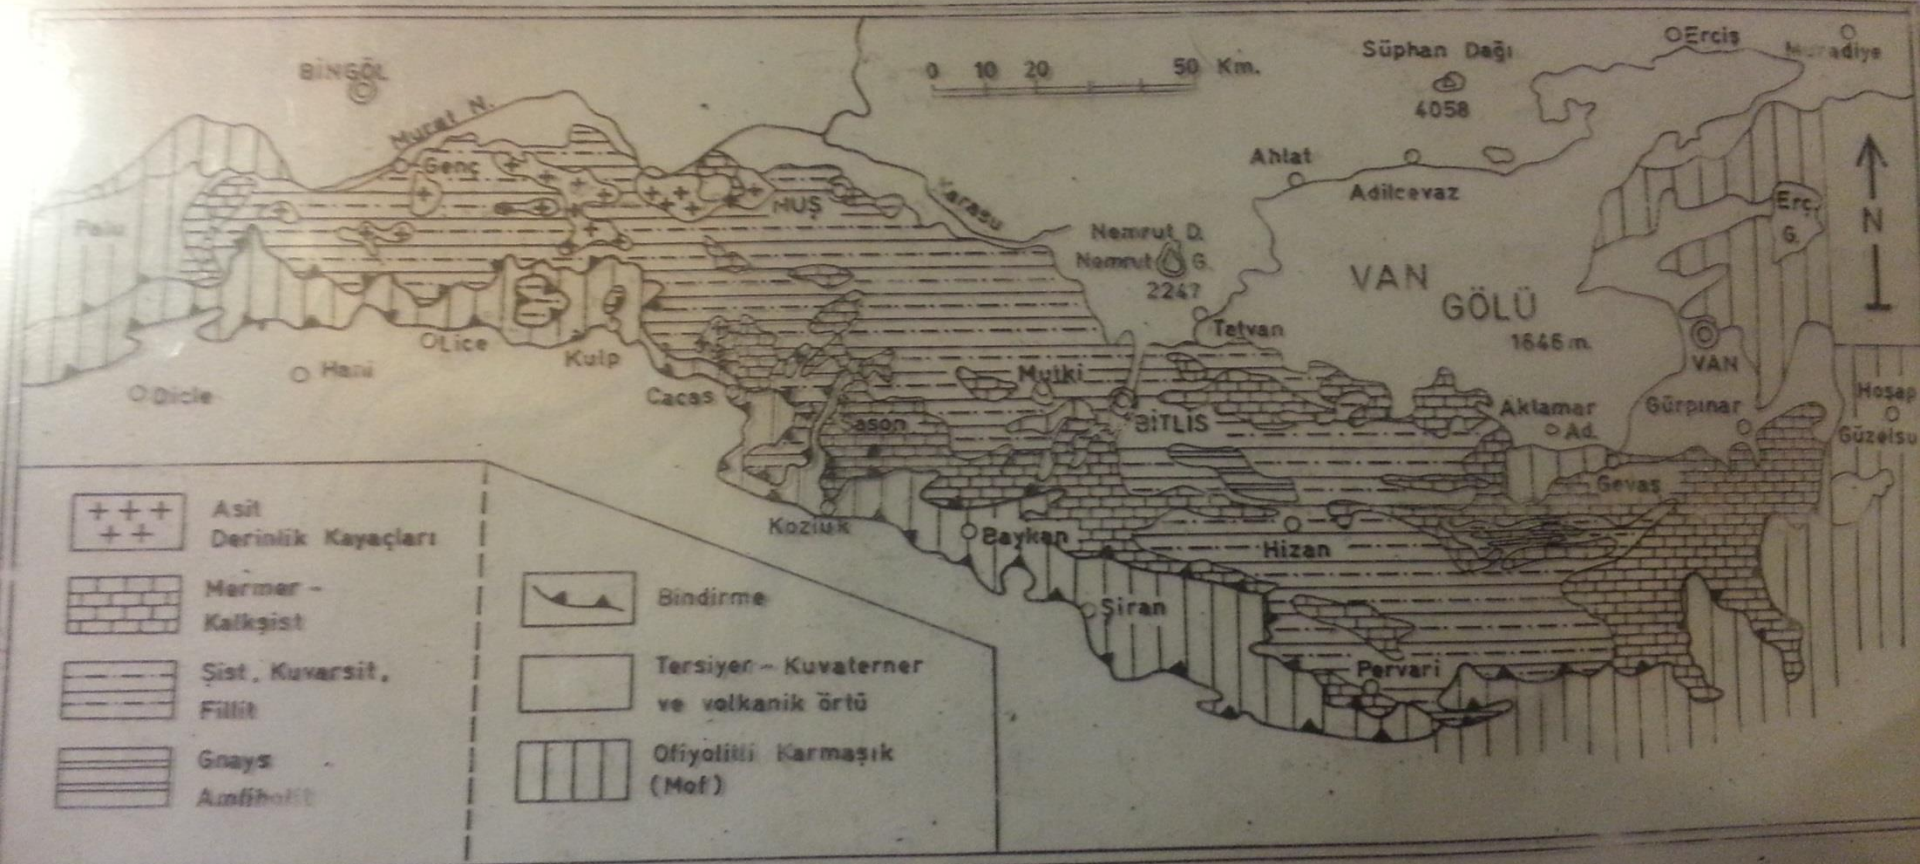 BİNGÖL
0 10 20 50 Km.
Süphan Dağı
4058
Erciş
Muradiye
Murat N.
Genç
Ahlat
Adilcevaz
Palu
MUŞ
Karasu
Erç.
G.
N
Nemrut D.
Nemrut G.
2247
VAN
GÖLÜ
1646 m.
Tatvan
VAN
Lice
Hani
Kulp
Dicle
Cacas
Mutki
BİTLİS
Sason
Aktamar
Ad.
Gürpınar
Hoşap
Güzelsu
Gevaş
Kozluk
Baykan
Hizan
Şiran
Pervari
Asit
Derinlik Kayaçları
Mermer -
Kalkşist
Şist, Kuvarsit,
Fillit
Gnays
Amfibolit
Bindirme
Tersiyer - Kuvaterner
ve volkanik örtü
Ofiyolitli Karmaşık
(Mof)